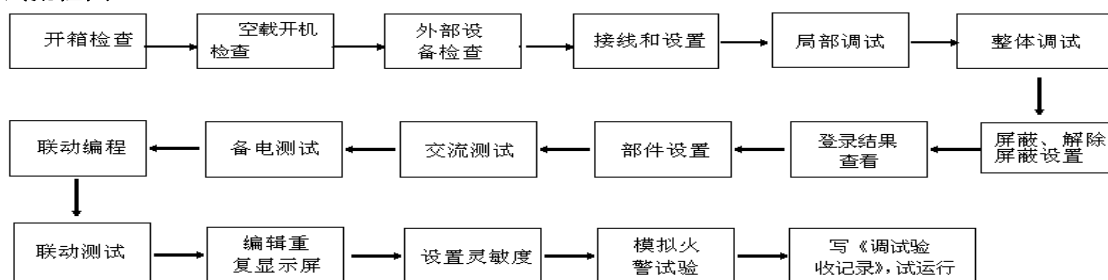 开箱检查
空载开机
检查
外部设
备检查
接线和设置
局部调试
整体调试
联动编程
备电测试
交流测试
部件设置
登录结果
查看
屏蔽、解除
屏蔽设置
联动测试
编辑重
复显示屏
设置灵敏度
模拟火
警试验
写《调试验
收记录》,试运行